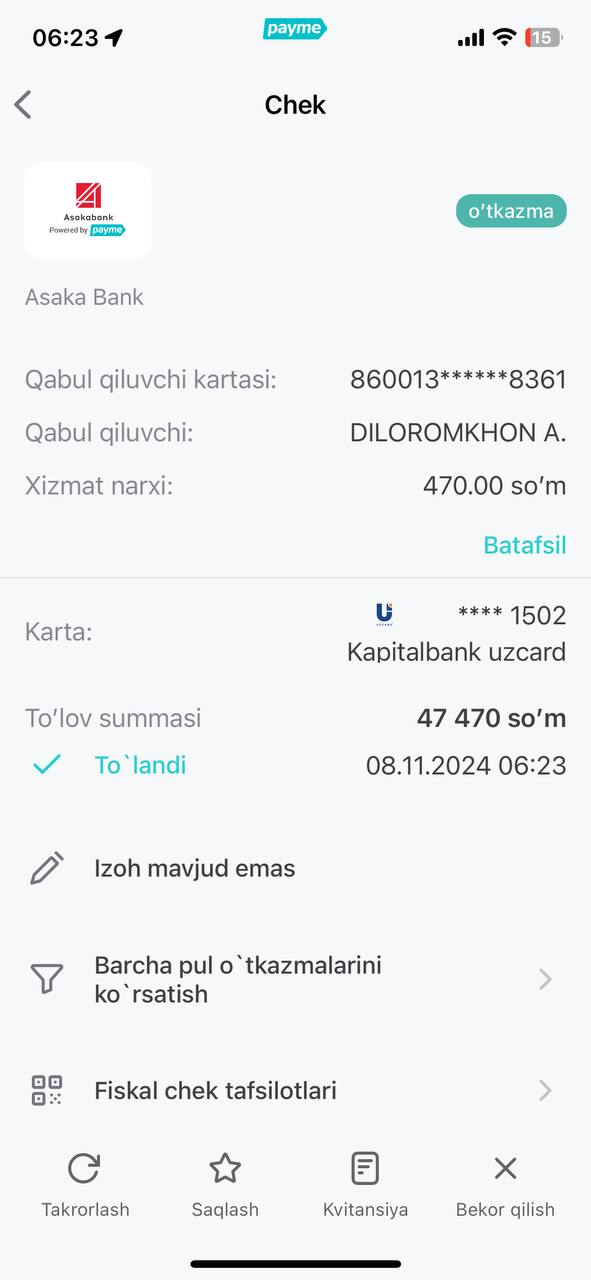 06:23
payme
15
Chek
Asakabank
Powered by payme
o‘tkazma
Asaka Bank
Qabul qiluvchi kartasi: 860013******8361
Qabul qiluvchi: DILOROMKHON A.
Xizmat narxi: 470.00 so‘m
Batafsil
Karta: **** 1502
Kapitalbank uzcard
To‘lov summasi 47 470 so‘m
To`landi 08.11.2024 06:23
Izoh mavjud emas
Barcha pul o`tkazmalarini
ko`rsatish
Fiskal chek tafsilotlari
Takrorlash Saqlash Kvitansiya Bekor qilish